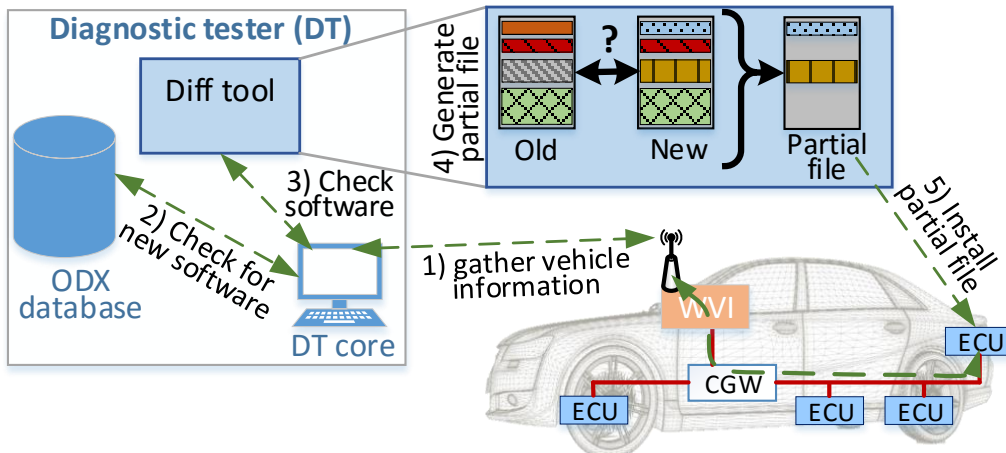 Diagnostic tester (DT)
Diff tool
ODX
database
2) Check for
new software
3) Check
software
DT core
1) gather vehicle
information
4) Generate
partial file
?
Old
New
Partial
file
5) Install
partial file
WVI
CGW
ECU
ECU
ECU
ECU